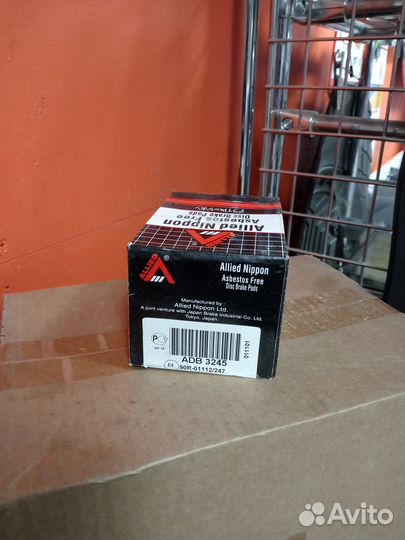 Asbestos Free
Disc Brake Pads
Allied Nippon
ALLIED
Allied Nippon
Asbestos Free
Disc Brake Pads
Manufactured by :
Allied Nippon Ltd.
A joint venture with Japan Brake Industrial Co. Ltd.
Tokyo, Japan
ADB 3245
E4
90R-01112/247
011101
Avito